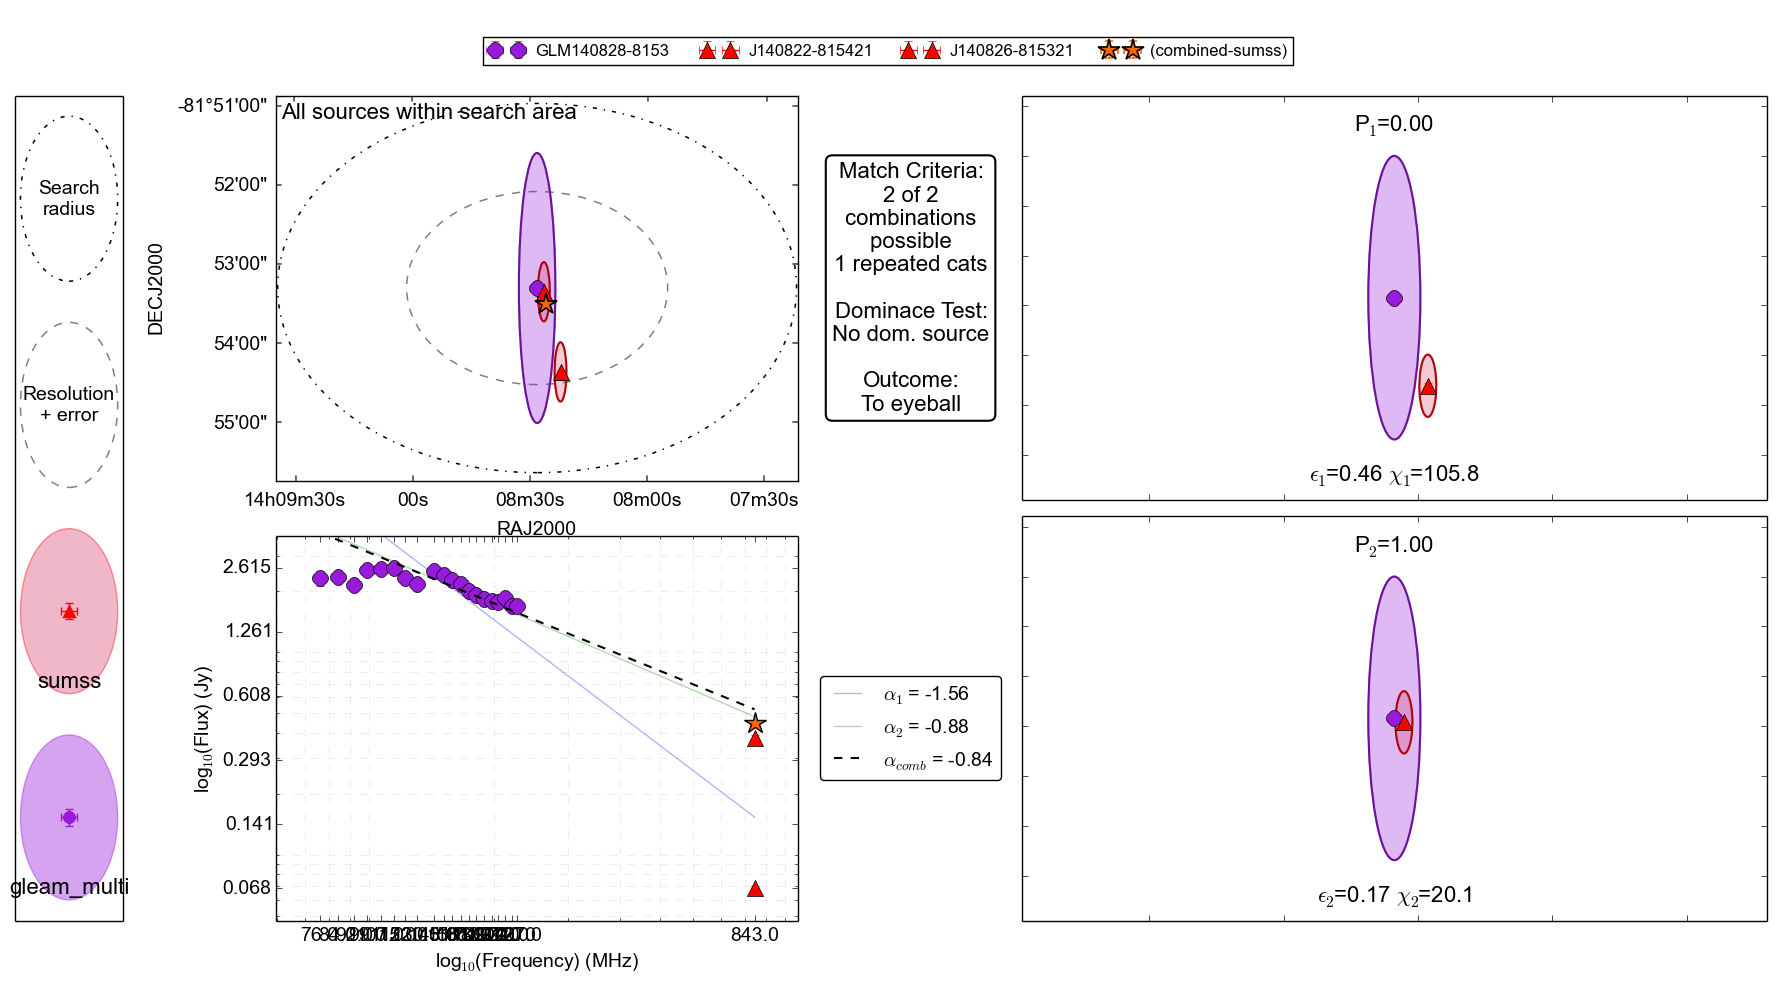 GLM140828-8153 J140822-815421 J140826-815321 (combined-sumss)
Search
radius
Resolution
+ error
sumss
gleam_multi
All sources within search area
-81°51'00"
52'00"
53'00"
54'00"
55'00"
DECJ2000
14h09m30s 00s 08m30s 08m00s 07m30s
RAJ2000
Match Criteria:
2 of 2
combinations
possible
1 repeated cats
Dominace Test:
No dom. source
Outcome:
To eyeball
P1=0.00
ϵ1=0.46 χ1=105.8
P2=1.00
ϵ2=0.17 χ2=20.1
2.615
1.261
0.608
0.293
0.141
0.068
log10(Flux) (Jy)
843.0
log10(Frequency) (MHz)
α1 = -1.56
α2 = -0.88
αcomb = -0.84